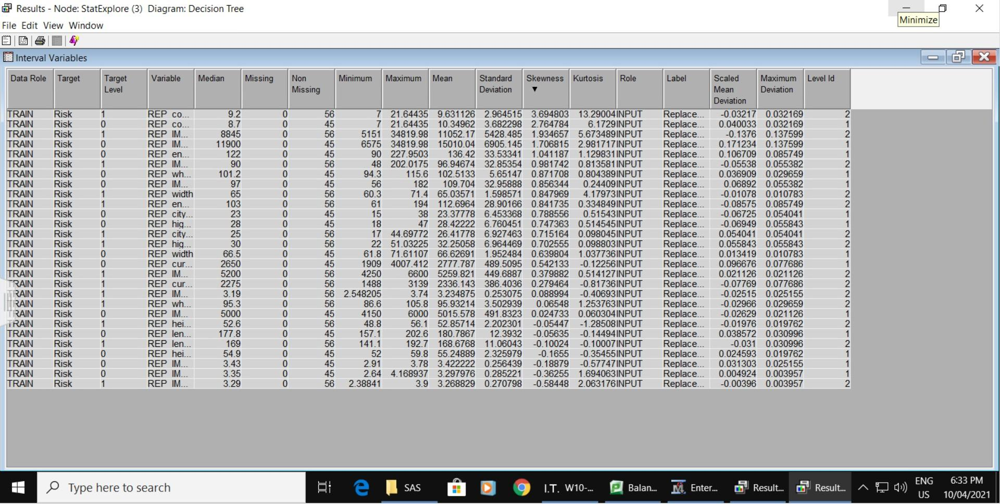 Results - Node: StatExplore (3) Diagram: Decision Tree
Minimize
File Edit View Window
Interval Variables
Data Role Target Target Level Variable Median Missing Non Missing Minimum Maximum Mean Standard Deviation Skewness ▼ Kurtosis Role Label Scaled Mean Deviation Maximum Deviation Level Id
TRAIN Risk 1 REP_co... 9.2 0 56 7 21.64435 9.631126 2.964515 3.694803 13.29004 INPUT Replace... -0.03217 0.032169 2
TRAIN Risk 0 REP_co... 8.7 0 45 7 21.64435 10.34962 3.682298 2.764784 6.1729 INPUT Replace... 0.040033 0.032169 1
TRAIN Risk 1 REP_IM... 8845 0 56 5151 34819.98 11052.17 5428.485 1.934657 5.673489 INPUT Replace... -0.1376 0.137599 2
TRAIN Risk 0 REP_IM... 11900 0 45 6575 34819.98 15010.04 6905.145 1.706815 2.981717 INPUT Replace... 0.171234 0.137599 1
TRAIN Risk 0 REP_en... 122 0 45 90 227.9503 136.42 33.53341 1.041187 1.129831 INPUT Replace... 0.106709 0.085749 1
TRAIN Risk 1 REP_IM... 90 0 56 48 202.0175 96.94674 32.85354 0.981742 0.813581 INPUT Replace... -0.05538 0.055382 2
TRAIN Risk 0 REP_wh... 101.2 0 45 94.3 115.6 102.5133 5.65147 0.871708 0.804389 INPUT Replace... 0.036909 0.029659 1
TRAIN Risk 0 REP_IM... 97 0 45 56 182 109.704 32.95888 0.856344 0.24409 INPUT Replace... 0.06892 0.055382 1
TRAIN Risk 1 REP_width 65 0 56 60.3 71.4 65.03571 1.598571 0.847969 4.17973 INPUT Replace... -0.01078 0.010783 2
TRAIN Risk 1 REP_en... 103 0 56 61 194 112.6964 28.90166 0.841735 0.334849 INPUT Replace... -0.08575 0.085749 2
TRAIN Risk 0 REP_city... 23 0 45 15 38 23.37778 6.453368 0.788556 0.51543 INPUT Replace... -0.06725 0.054041 1
TRAIN Risk 0 REP_hig... 28 0 45 18 47 28.42222 6.760451 0.747363 0.514545 INPUT Replace... -0.06949 0.055843 1
TRAIN Risk 1 REP_city... 25 0 56 17 44.69772 26.41778 6.927463 0.715164 0.098045 INPUT Replace... 0.054041 0.054041 2
TRAIN Risk 1 REP_hig... 30 0 56 22 51.03225 32.25058 6.964469 0.702555 0.098803 INPUT Replace... 0.055843 0.055843 2
TRAIN Risk 0 REP_width 66.5 0 45 61.8 71.61107 66.62691 1.952484 0.639804 1.037736 INPUT Replace... 0.013419 0.010783 1
TRAIN Risk 0 REP_cur... 2650 0 45 1909 4007.412 2777.787 489.5095 0.542133 -0.12256 INPUT Replace... 0.096676 0.077686 1
TRAIN Risk 1 REP_IM... 5200 0 56 4250 6600 5259.821 449.6887 0.379882 0.514127 INPUT Replace... 0.021126 0.021126 2
TRAIN Risk 1 REP_cur... 2275 0 56 1488 3139 2336.143 386.4036 0.279464 -0.81736 INPUT Replace... -0.07769 0.077686 2
TRAIN Risk 1 REP_IM... 3.19 0 56 2.548205 3.74 3.234875 0.253075 0.088994 -0.40693 INPUT Replace... -0.02515 0.025155 2
TRAIN Risk 1 REP_wh... 95.3 0 56 86.6 105.8 95.93214 3.502939 0.06548 1.253763 INPUT Replace... -0.02966 0.029659 2
TRAIN Risk 0 REP_IM... 5000 0 45 4150 6000 5015.578 491.8323 0.024733 0.060304 INPUT Replace... -0.02629 0.021126 1
TRAIN Risk 1 REP_hei... 52.6 0 56 48.8 56.1 52.85714 2.202301 -0.05447 -1.28508 INPUT Replace... -0.01976 0.019762 2
TRAIN Risk 0 REP_len... 177.8 0 45 157.1 202.6 180.7867 12.3932 -0.05635 -0.14494 INPUT Replace... 0.038572 0.030996 1
TRAIN Risk 1 REP_len... 169 0 56 141.1 192.7 168.6768 11.06043 -0.10024 -0.10007 INPUT Replace... -0.031 0.030996 2
TRAIN Risk 0 REP_hei... 54.9 0 45 52 59.8 55.24889 2.325979 -0.1655 -0.35455 INPUT Replace... 0.024593 0.019762 1
TRAIN Risk 0 REP_IM... 3.43 0 45 2.91 3.78 3.422222 0.256439 -0.18879 -0.57747 INPUT Replace... 0.031303 0.025155 1
TRAIN Risk 0 REP_IM... 3.35 0 45 2.64 4.168937 3.297976 0.285221 -0.36255 1.694063 INPUT Replace... 0.004924 0.003957 1
TRAIN Risk 1 REP_IM... 3.29 0 56 2.38841 3.9 3.268829 0.270798 -0.58448 2.063176 INPUT Replace... -0.00396 0.003957 2
Type here to search
SAS
I.T. W10-...
Balan...
Enter...
Result...
Result...
ENG
US
6:33 PM
10/04/2021